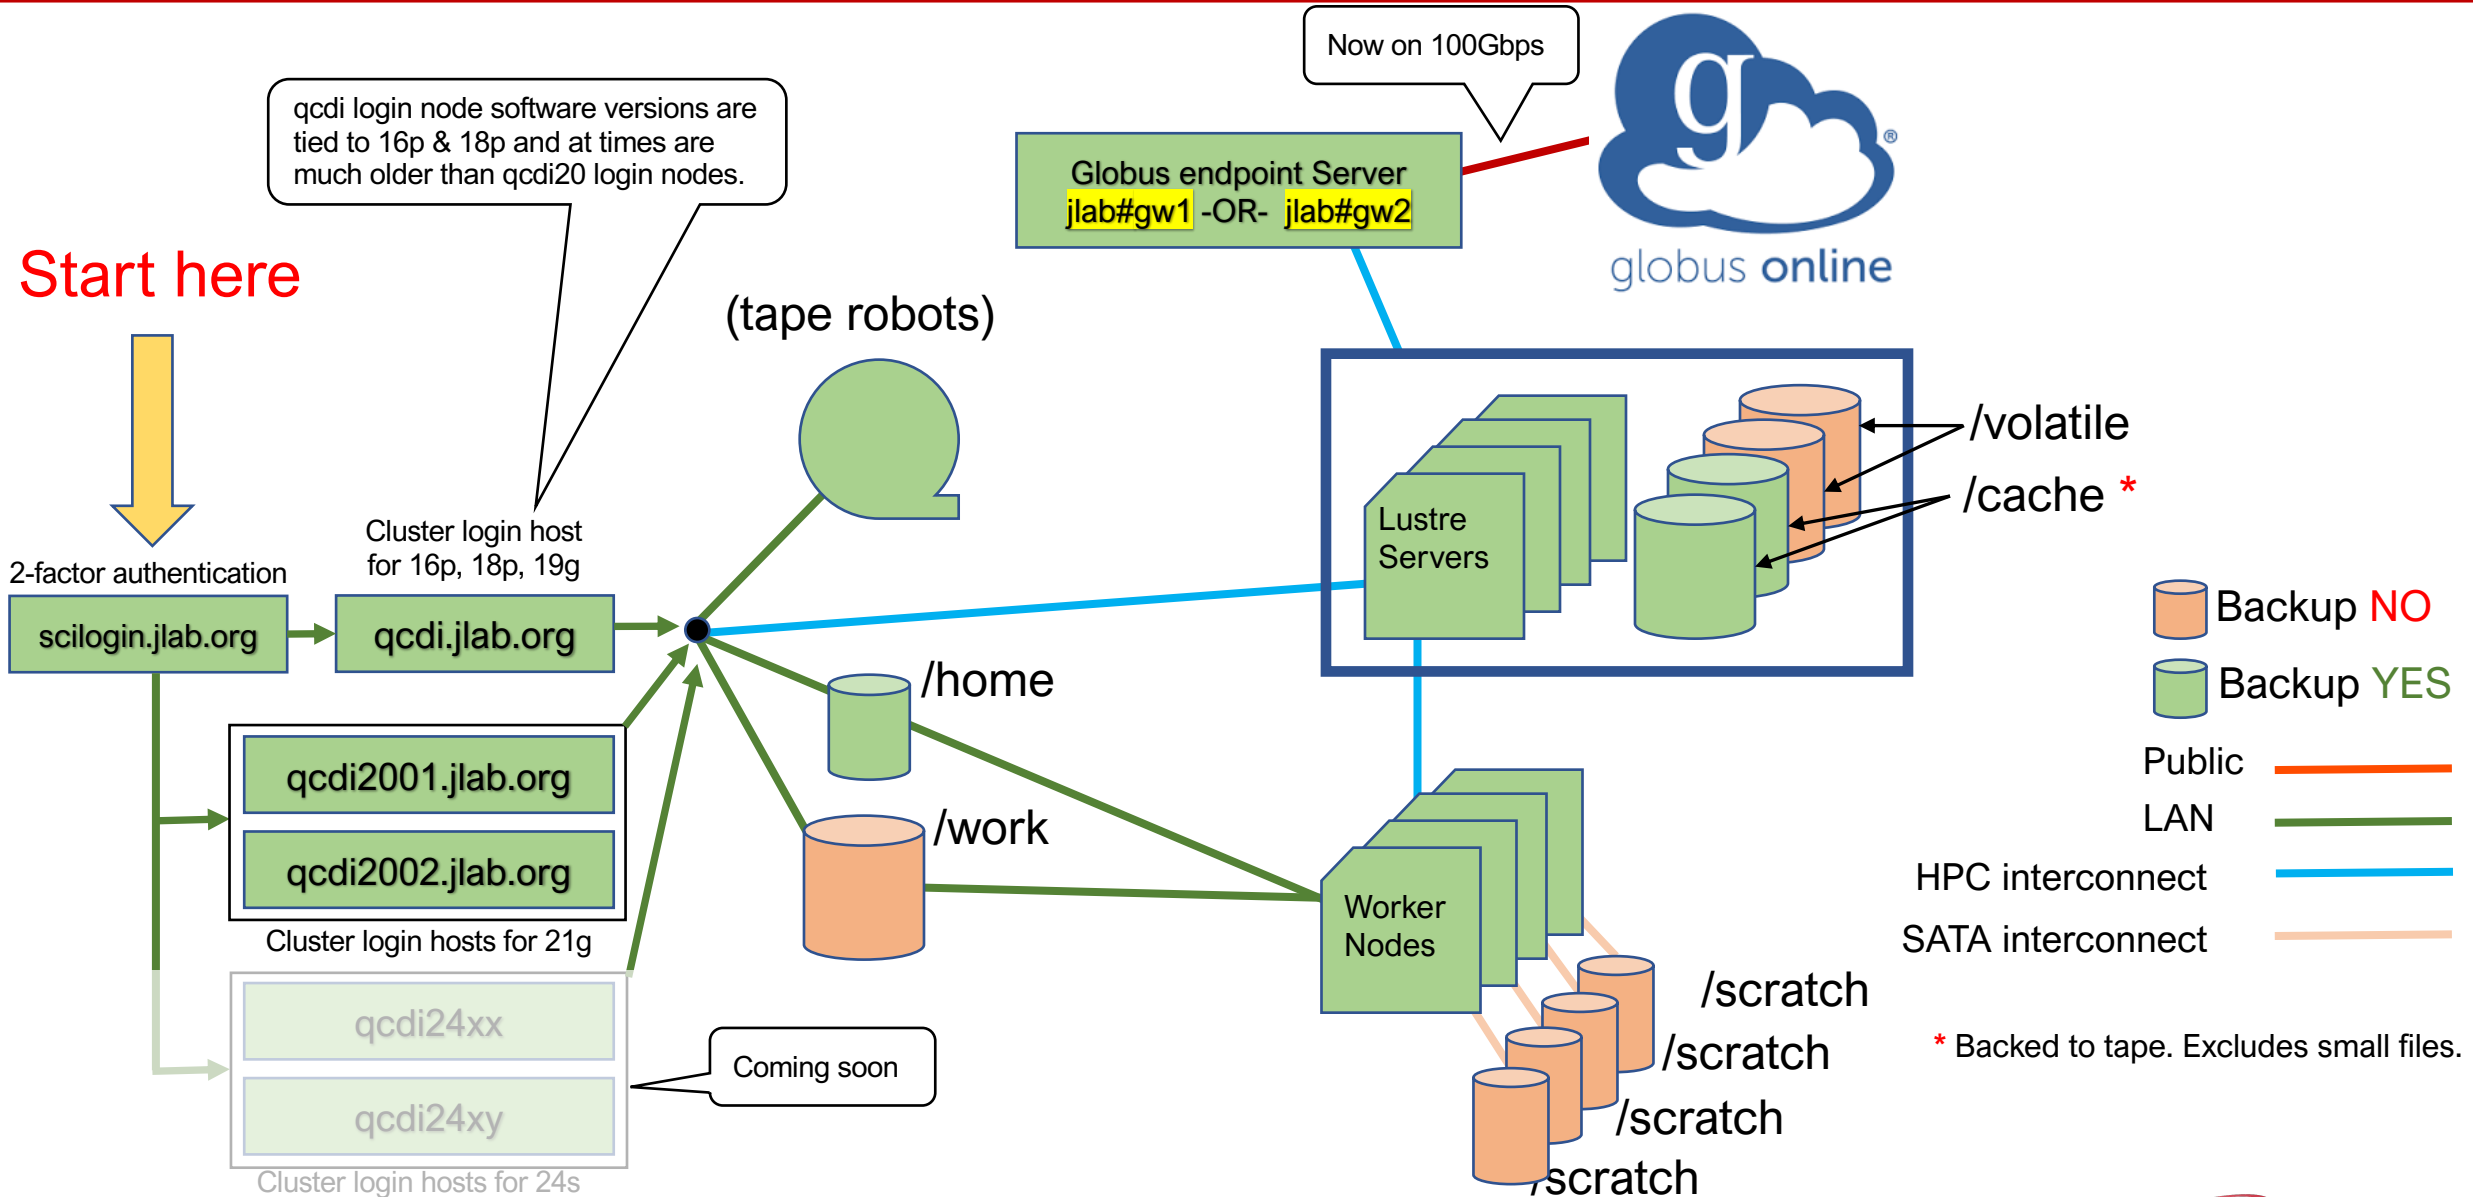 Now on 100Gbps
g
®
globus online
qcdi login node software versions are
tied to 16p & 18p and at times are
much older than qcdi20 login nodes.
Globus endpoint Server
jlab#gw1 -OR- jlab#gw2
Start here
(tape robots)
/volatile
/cache *
Lustre
Servers
Cluster login host
for 16p, 18p, 19g
2-factor authentication
scilogin.jlab.org
qcdi.jlab.org
Backup NO
Backup YES
/home
/work
qcdi2001.jlab.org
qcdi2002.jlab.org
Cluster login hosts for 21g
Public
LAN
HPC interconnect
SATA interconnect
Worker
Nodes
qcdi24xx
qcdi24xy
Cluster login hosts for 24s
Coming soon
/scratch
/scratch
/scratch
/scratch
* Backed to tape. Excludes small files.